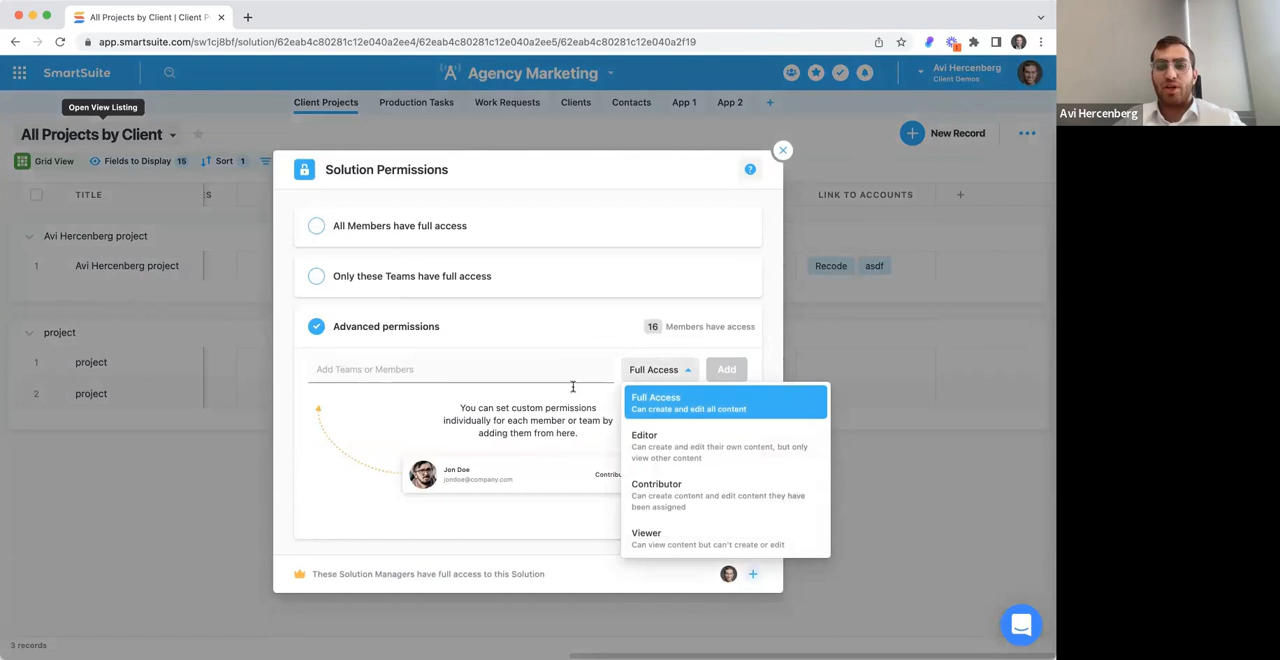 All Projects by Client | Client P
app.smartsuite.com/sw1cj8bf/solution/62eab4c80281c12e040a2ee4/62eab4c80281c12e040a2ee5/62eab4c80281c12e040a2f19
SmartSuite
Agency Marketing
Avi Hercenberg
Client Demos
Open View Listing
Client Projects
Production Tasks
Work Requests
Clients
Contacts
App 1
App 2
All Projects by Client
New Record
Grid View
Fields to Display 15
Sort 1
TITLE
S
LINK TO ACCOUNTS
Avi Hercenberg project
1 Avi Hercenberg project
Recode asdf
project
1 project
2 project
3 records
Solution Permissions
All Members have full access
Only these Teams have full access
Advanced permissions
16 Members have access
Add Teams or Members
Full Access
Add
You can set custom permissions
individually for each member or team by
adding them from here.
Jon Doe
jondoe@company.com
Contribu
Full Access
Can create and edit all content
Editor
Can create and edit their own content, but only
view other content
Contributor
Can create content and edit content they have
been assigned
Viewer
Can view content but can't create or edit
These Solution Managers have full access to this Solution
Avi Hercenberg